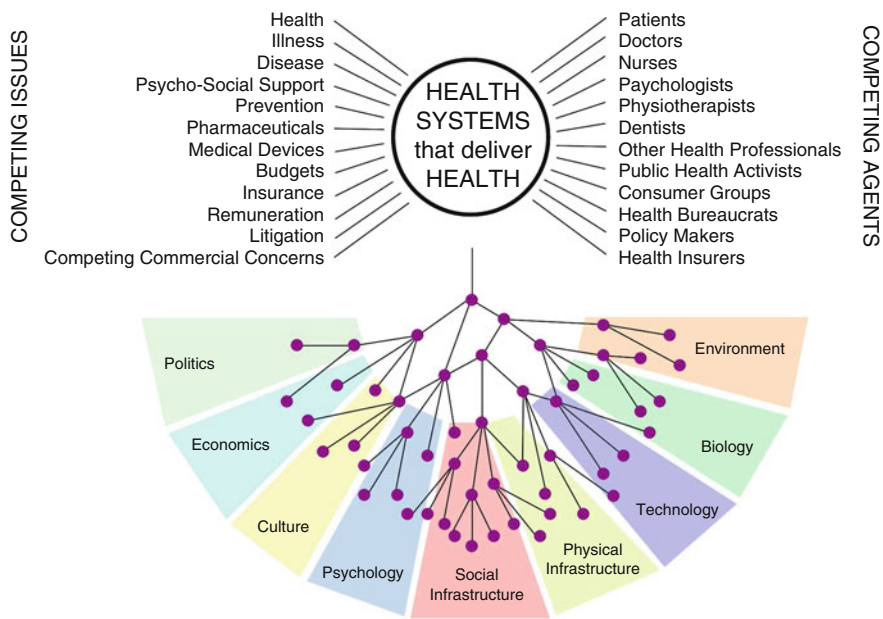 COMPETING ISSUES
Health
Illness
Disease
Psycho-Social Support
Prevention
Pharmaceuticals
Medical Devices
Budgets
Insurance
Remuneration
Litigation
Competing Commercial Concerns
HEALTH
SYSTEMS
that deliver
HEALTH
Patients
Doctors
Nurses
Paychologists
Physiotherapists
Dentists
Other Health Professionals
Public Health Activists
Consumer Groups
Health Bureaucrats
Policy Makers
Health Insurers
COMPETING AGENTS
Politics
Economics
Culture
Psychology
Social
Infrastructure
Physical
Infrastructure
Technology
Biology
Environment